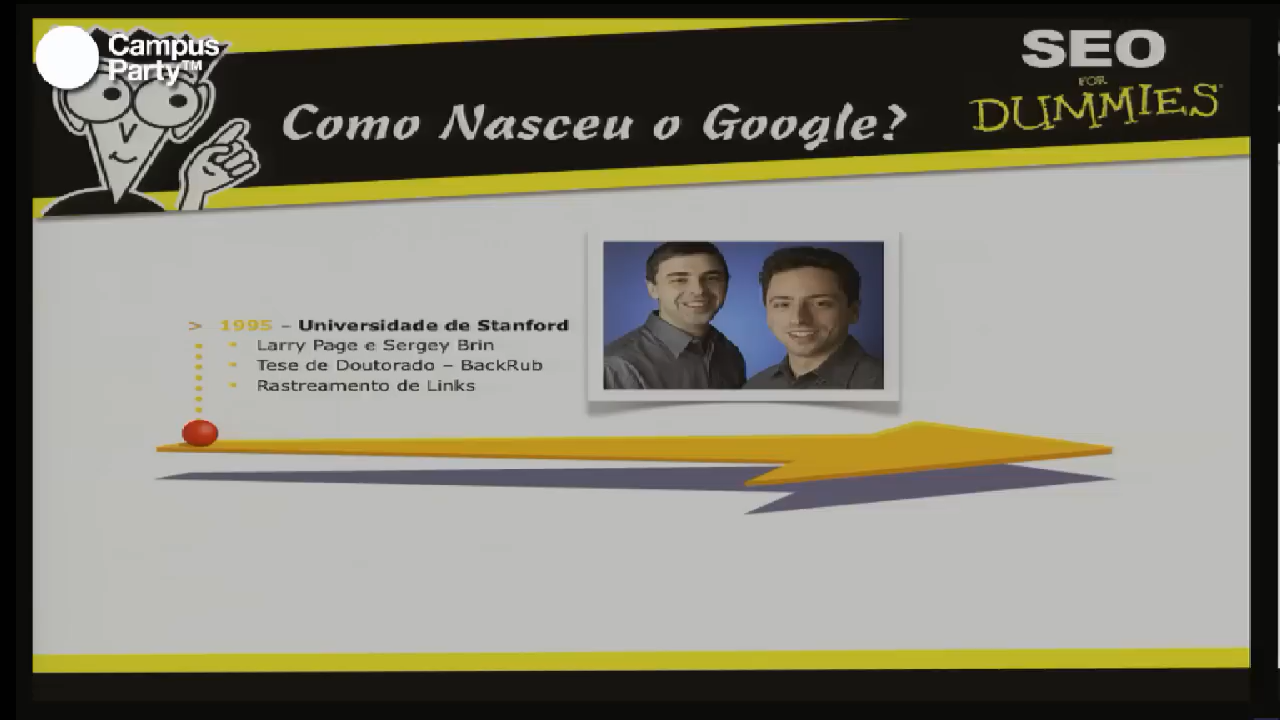 Campus
Party™
SEO
FOR
DUMMIES
Como Nasceu o Google?
> 1995 – Universidade de Stanford
Larry Page e Sergey Brin
Tese de Doutorado – BackRub
Rastreamento de Links